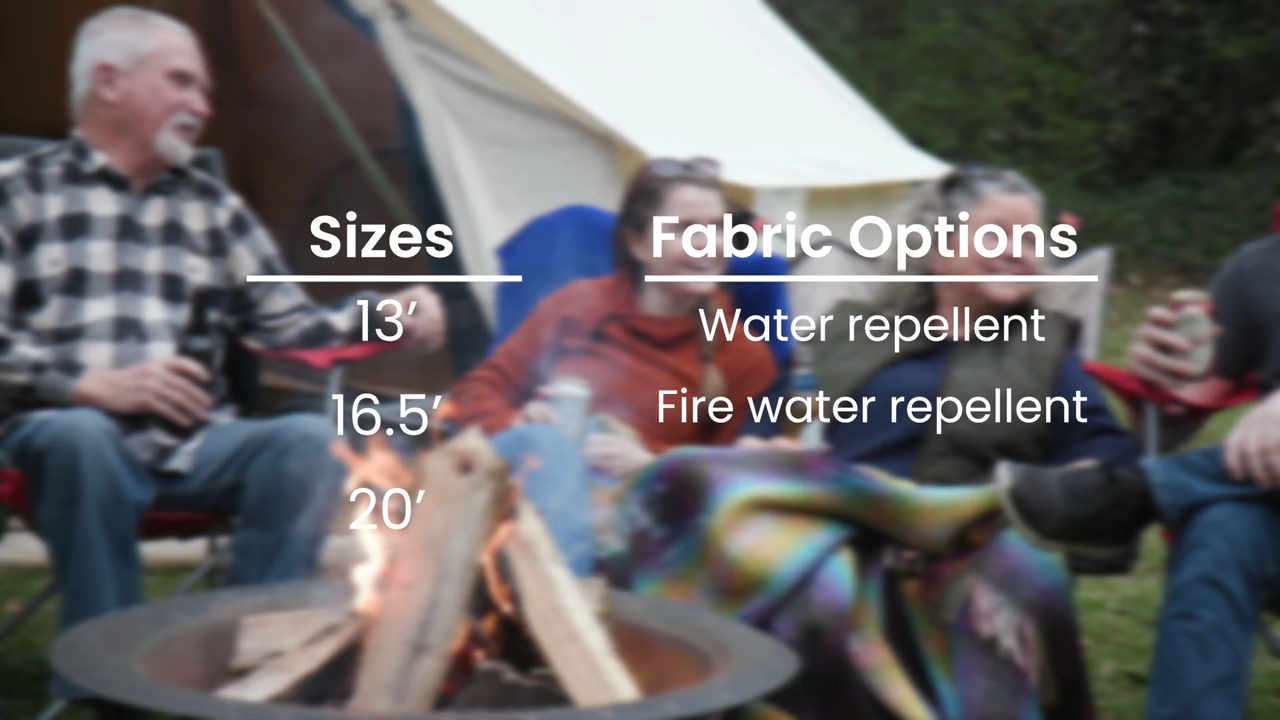 Sizes
13’
16.5’
20’
Fabric Options
Water repellent
Fire water repellent